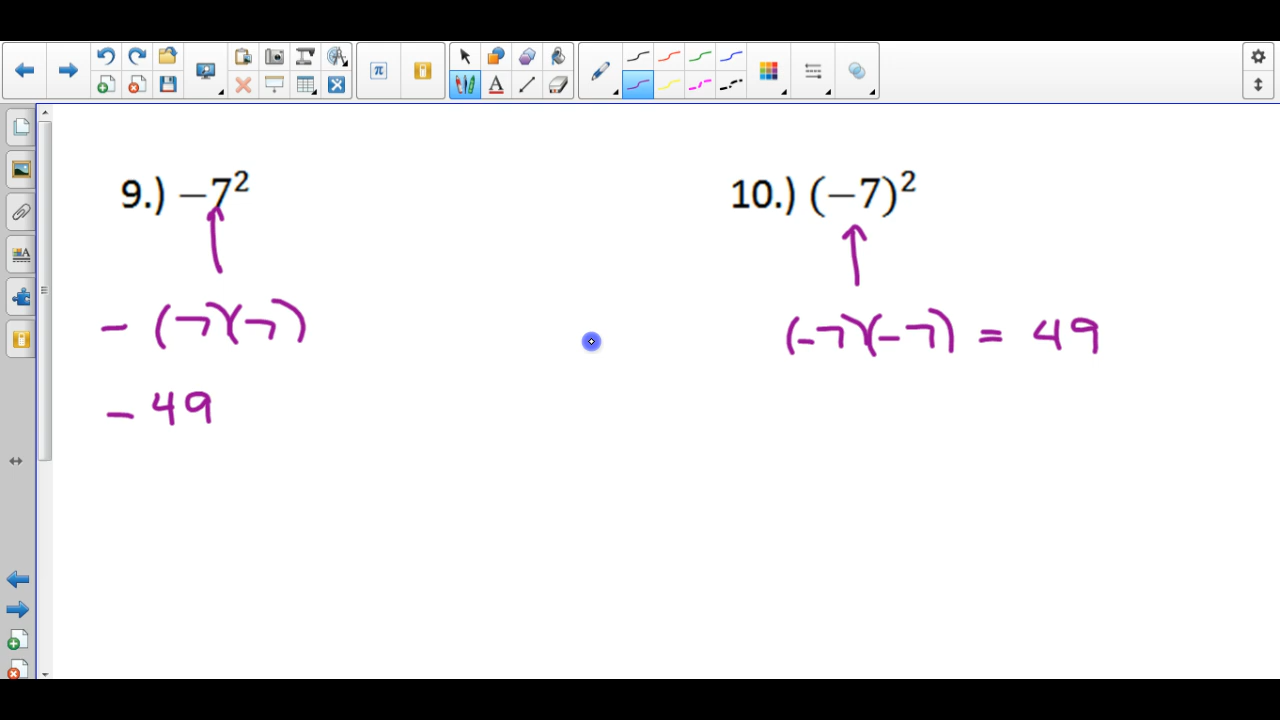 9.) −7²
- (7)(7)
- 49
10.) (−7)²
(-7)(-7) = 49